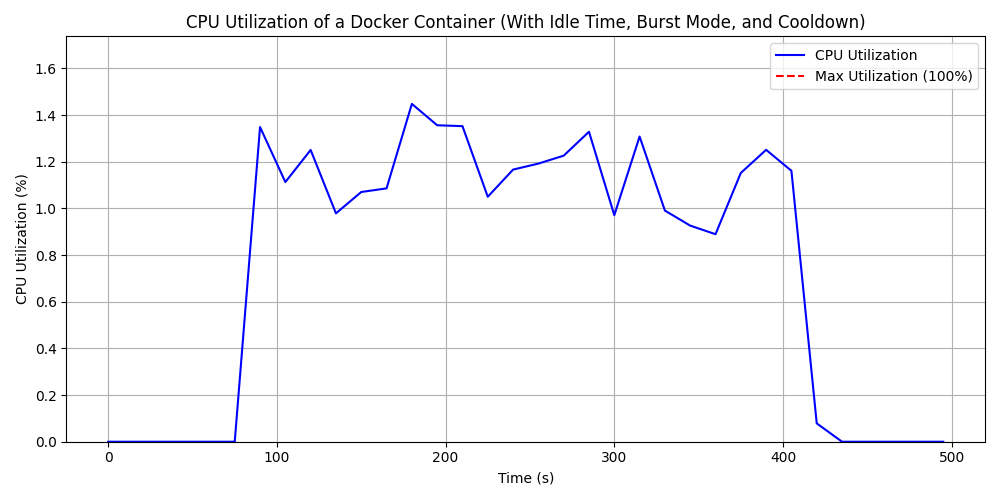 CPU Utilization of a Docker Container (With Idle Time, Burst Mode, and Cooldown)
CPU Utilization
Max Utilization (100%)
CPU Utilization (%)
1.6
1.4
1.2
1.0
0.8
0.6
0.4
0.2
0.0
0 100 200 300 400 500
Time (s)